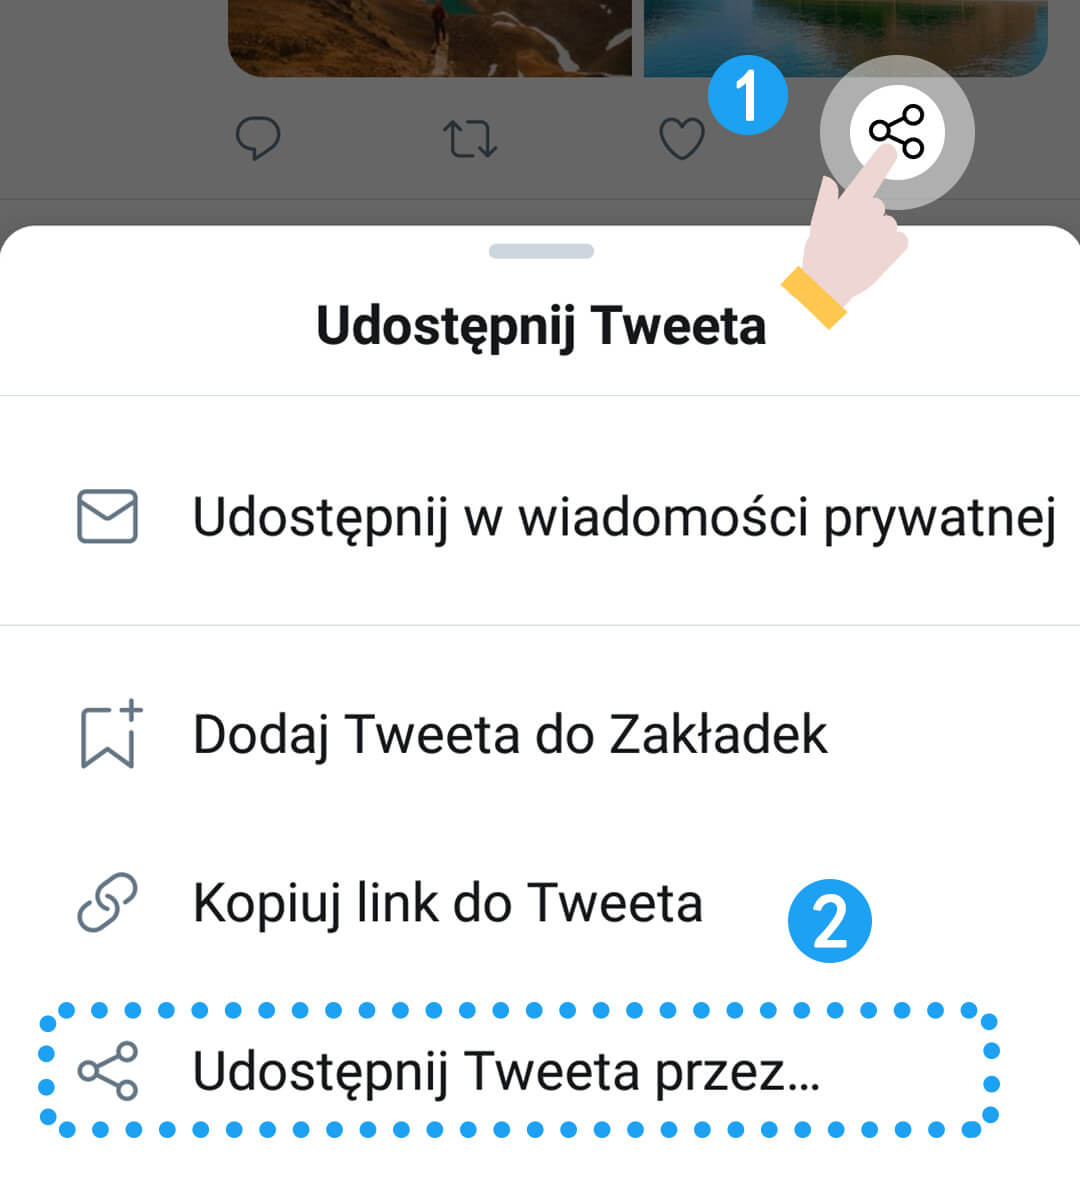 1
Udostępnij Tweeta
Udostępnij w wiadomości prywatnej
Dodaj Tweeta do Zakładek
Kopiuj link do Tweeta
2
Udostępnij Tweeta przez...